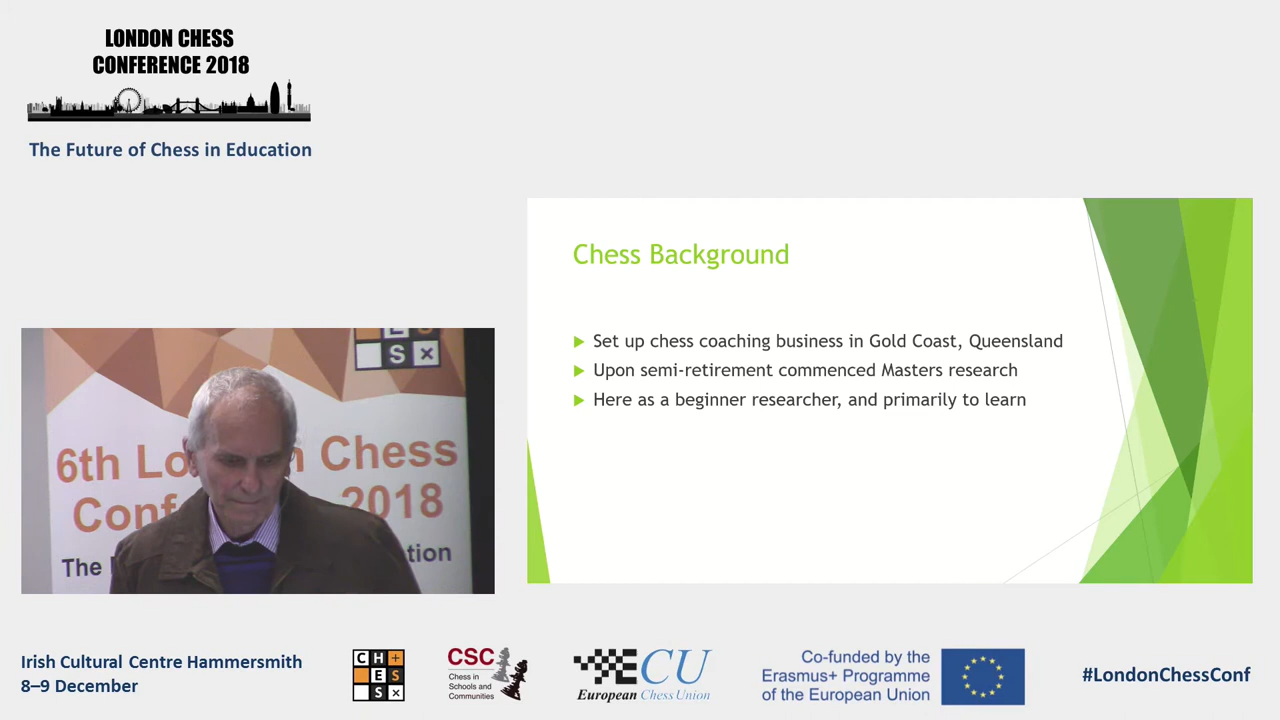 LONDON CHESS
CONFERENCE 2018
The Future of Chess in Education
Chess Background
Set up chess coaching business in Gold Coast, Queensland
Upon semi-retirement commenced Masters research
Here as a beginner researcher, and primarily to learn
S ×
6th Lo n Chess
Conf 2018
The tion
Irish Cultural Centre Hammersmith
8–9 December
CH+
ES
S×
CSC
Chess in
Schools and
Communities
ECU
European Chess Union
Co-funded by the
Erasmus+ Programme
of the European Union
#LondonChessConf